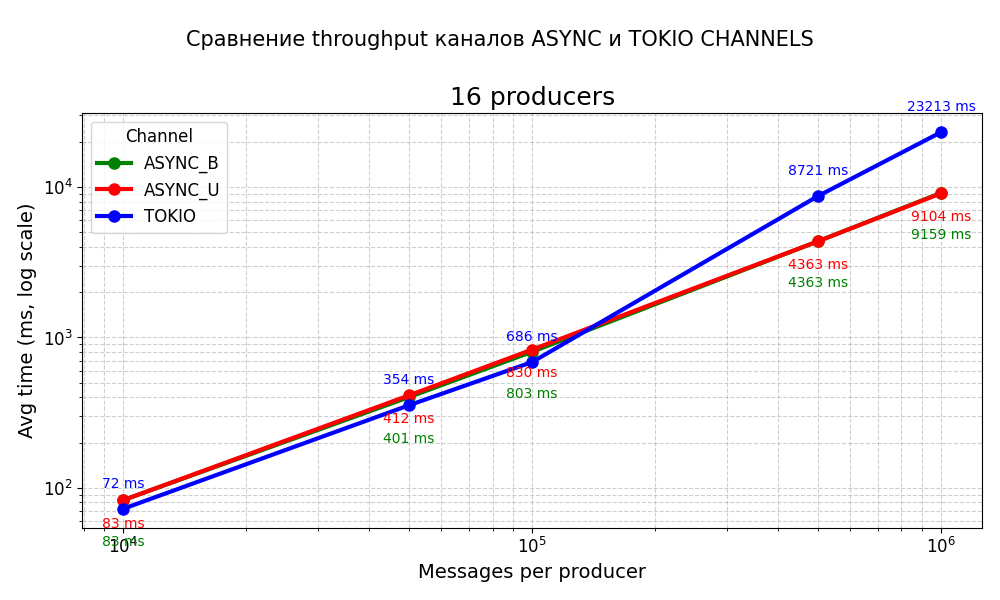 Сравнение throughput каналов ASYNC и TOKIO CHANNELS
16 producers
23213 ms
Channel
ASYNC_B
ASYNC_U
TOKIO
8721 ms
9104 ms
9159 ms
4363 ms
4363 ms
686 ms
830 ms
803 ms
354 ms
412 ms
401 ms
72 ms
83 ms
83 ms
10⁴
10³
10²
Avg time (ms, log scale)
10⁴
10⁵
10⁶
Messages per producer